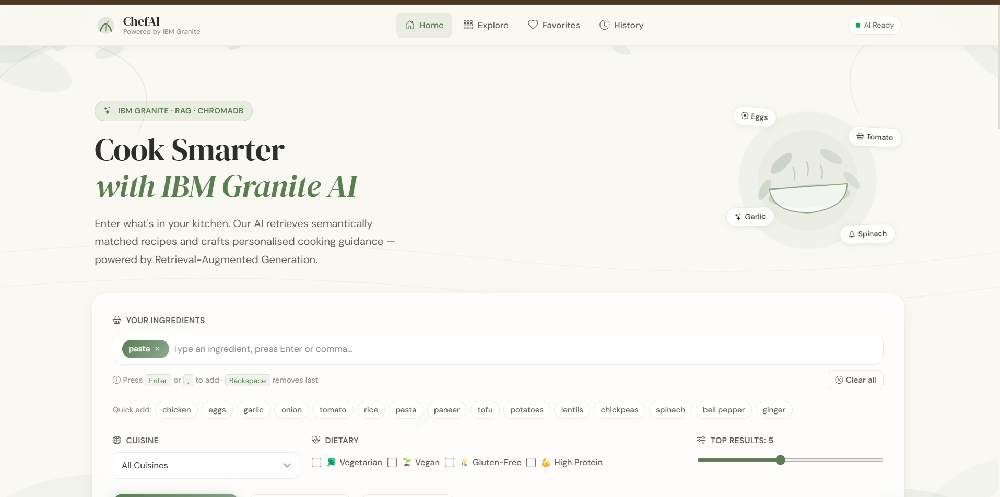 ChefAI
Powered by IBM Granite
Home
Explore
Favorites
History
AI Ready
IBM GRANITE · RAG · CHROMADB
Cook Smarter
with IBM Granite AI
Enter what's in your kitchen. Our AI retrieves semantically
matched recipes and crafts personalised cooking guidance —
powered by Retrieval-Augmented Generation.
Eggs
Tomato
Garlic
Spinach
YOUR INGREDIENTS
pasta ×
Type an ingredient, press Enter or comma...
Press Enter or , to add · Backspace removes last
Clear all
Quick add: chicken eggs garlic onion tomato rice pasta paneer tofu potatoes lentils chickpeas spinach bell pepper ginger
CUISINE
All Cuisines
DIETARY
Vegetarian Vegan Gluten-Free High Protein
TOP RESULTS: 5